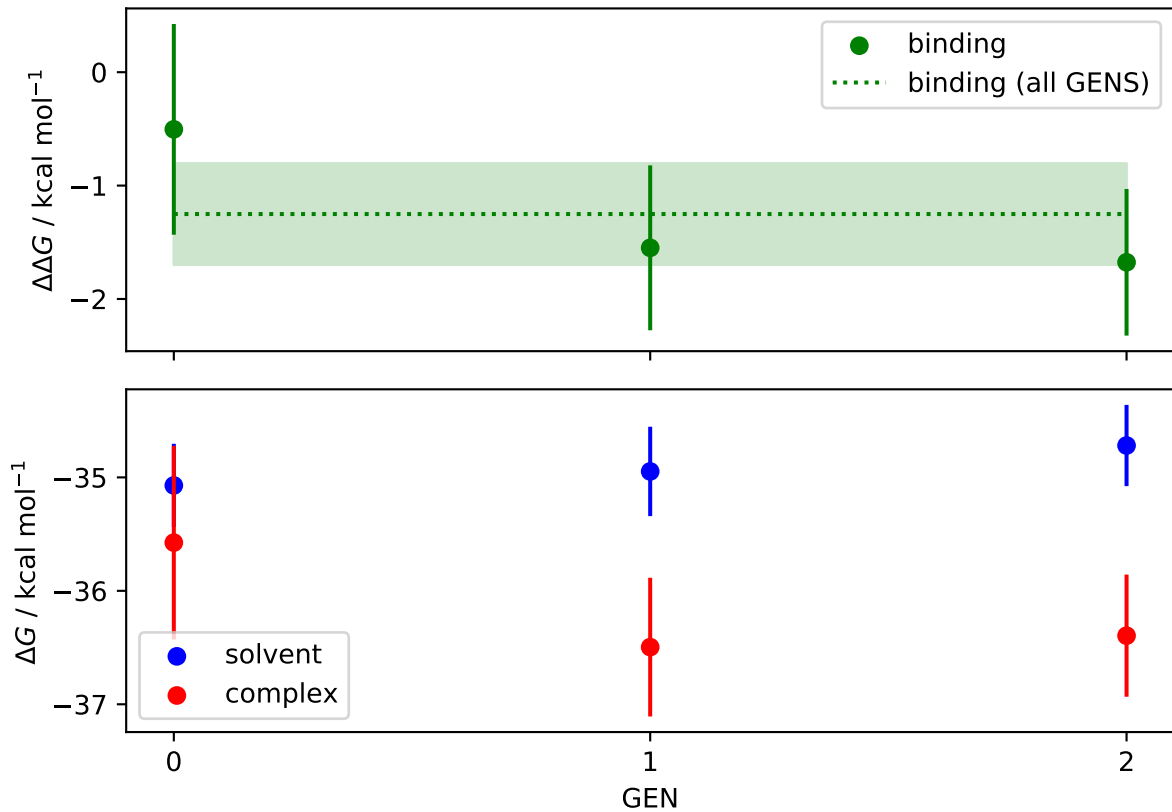 binding
binding (all GENS)
0
−1
−2
ΔΔG / kcal mol⁻¹
−35
−36
−37
ΔG / kcal mol⁻¹
solvent
complex
0 1 2
GEN